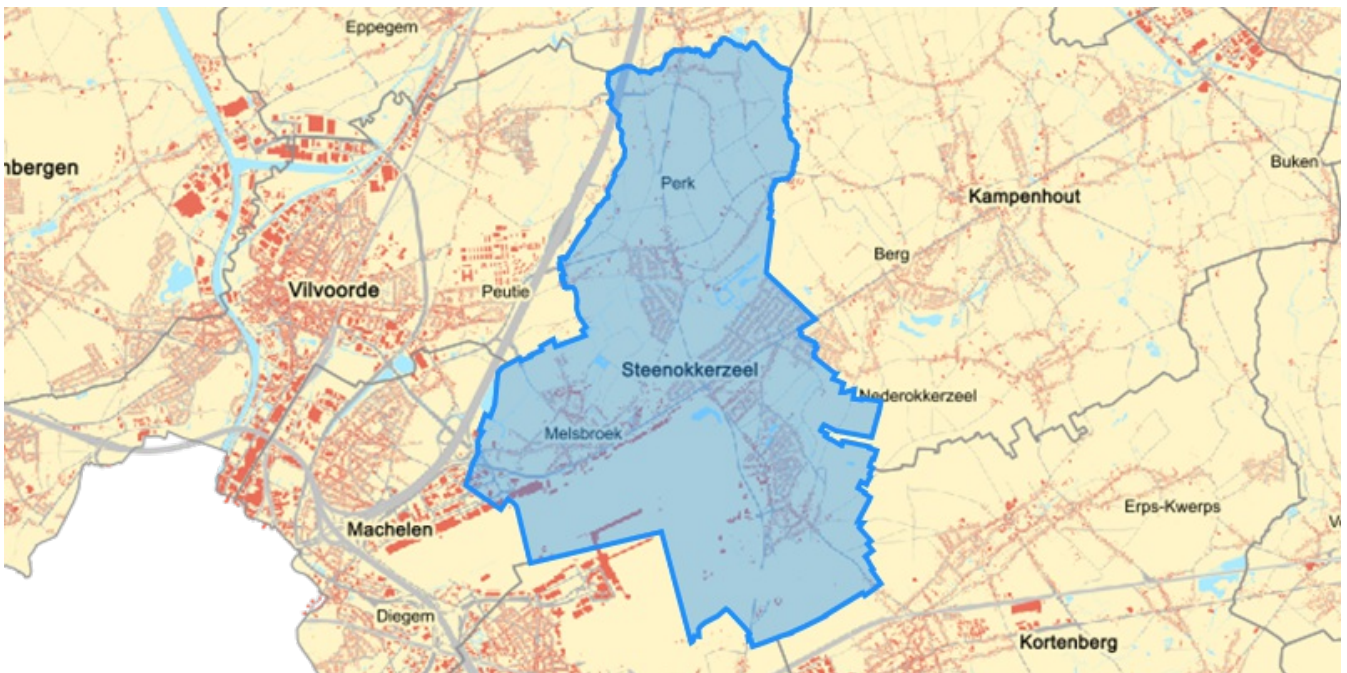 Eppegem
nbergen
Buken
Perk
Kampenhout
Berg
Vilvoorde
Peutie
Steenokkerzeel
Nederokkerzeel
Melsbroek
Erps-Kwerps
Machelen
Diegem
Kortenberg